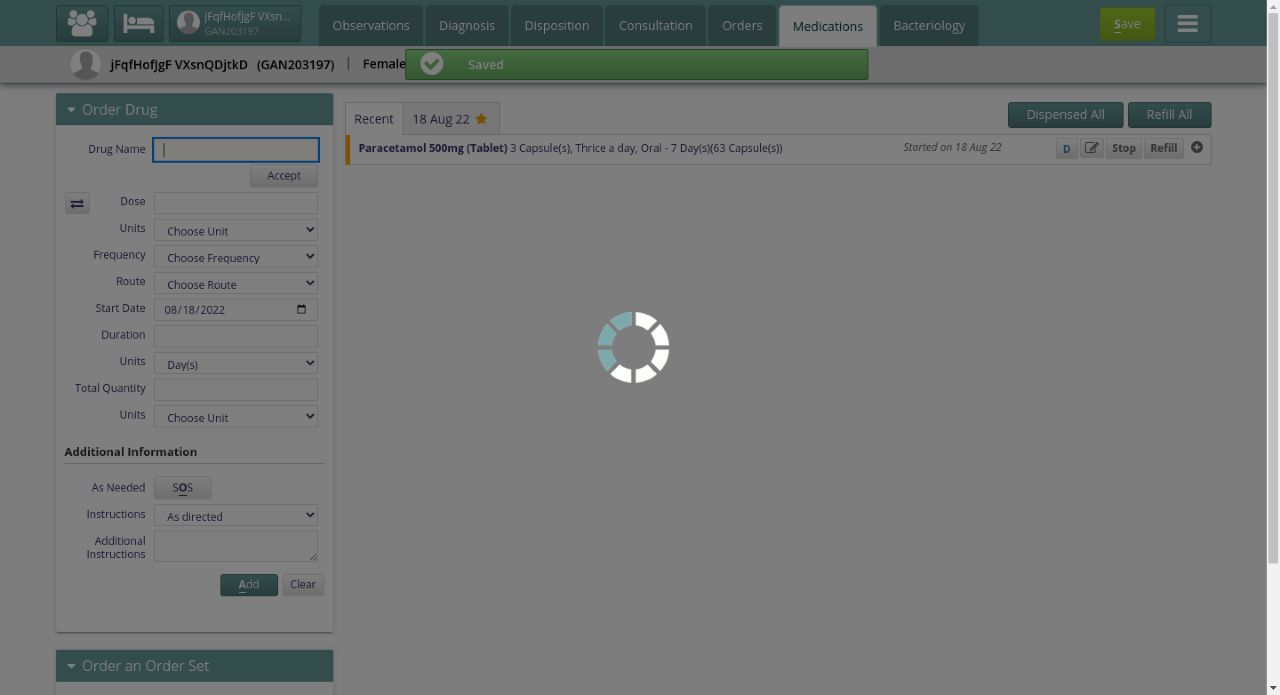 jFqfHofJgF VXsn...
GAN203197
Observations
Diagnosis
Disposition
Consultation
Orders
Medications
Bacteriology
Save
jFqfHofJgF VXsnQDjtkD (GAN203197) | Female
Saved
Order Drug
Drug Name
Accept
Dose
Units Choose Unit
Frequency Choose Frequency
Route Choose Route
Start Date 08/18/2022
Duration
Units Day(s)
Total Quantity
Units Choose Unit
Additional Information
As Needed SOS
Instructions As directed
Additional
Instructions
Add Clear
Order an Order Set
Recent 18 Aug 22
Dispensed All Refill All
Paracetamol 500mg (Tablet) 3 Capsule(s), Thrice a day, Oral - 7 Day(s)(63 Capsule(s)) Started on 18 Aug 22 D Stop Refill